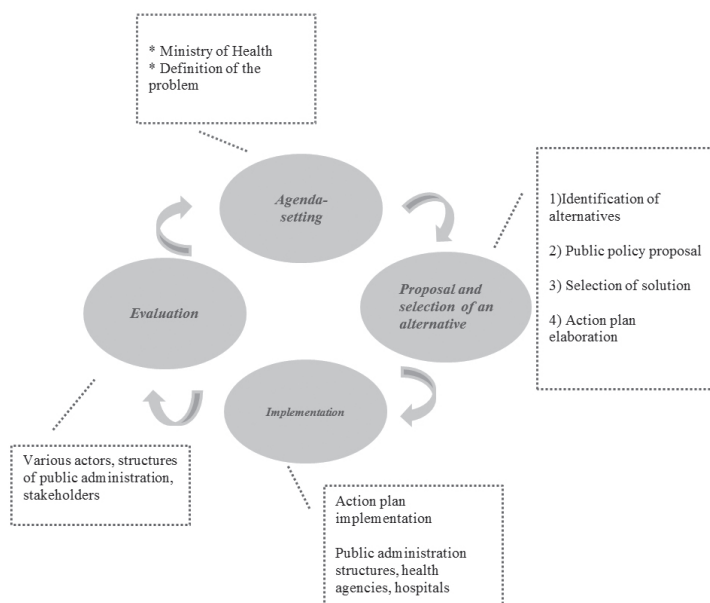 * Ministry of Health
* Definition of the
problem
Agenda-
setting
1)Identification of
alternatives
2) Public policy proposal
3) Selection of solution
4) Action plan
elaboration
Proposal and
selection of an
alternative
Evaluation
Implementation
Various actors, structures
of public administration,
stakeholders
Action plan
implementation
Public administration
structures, health
agencies, hospitals